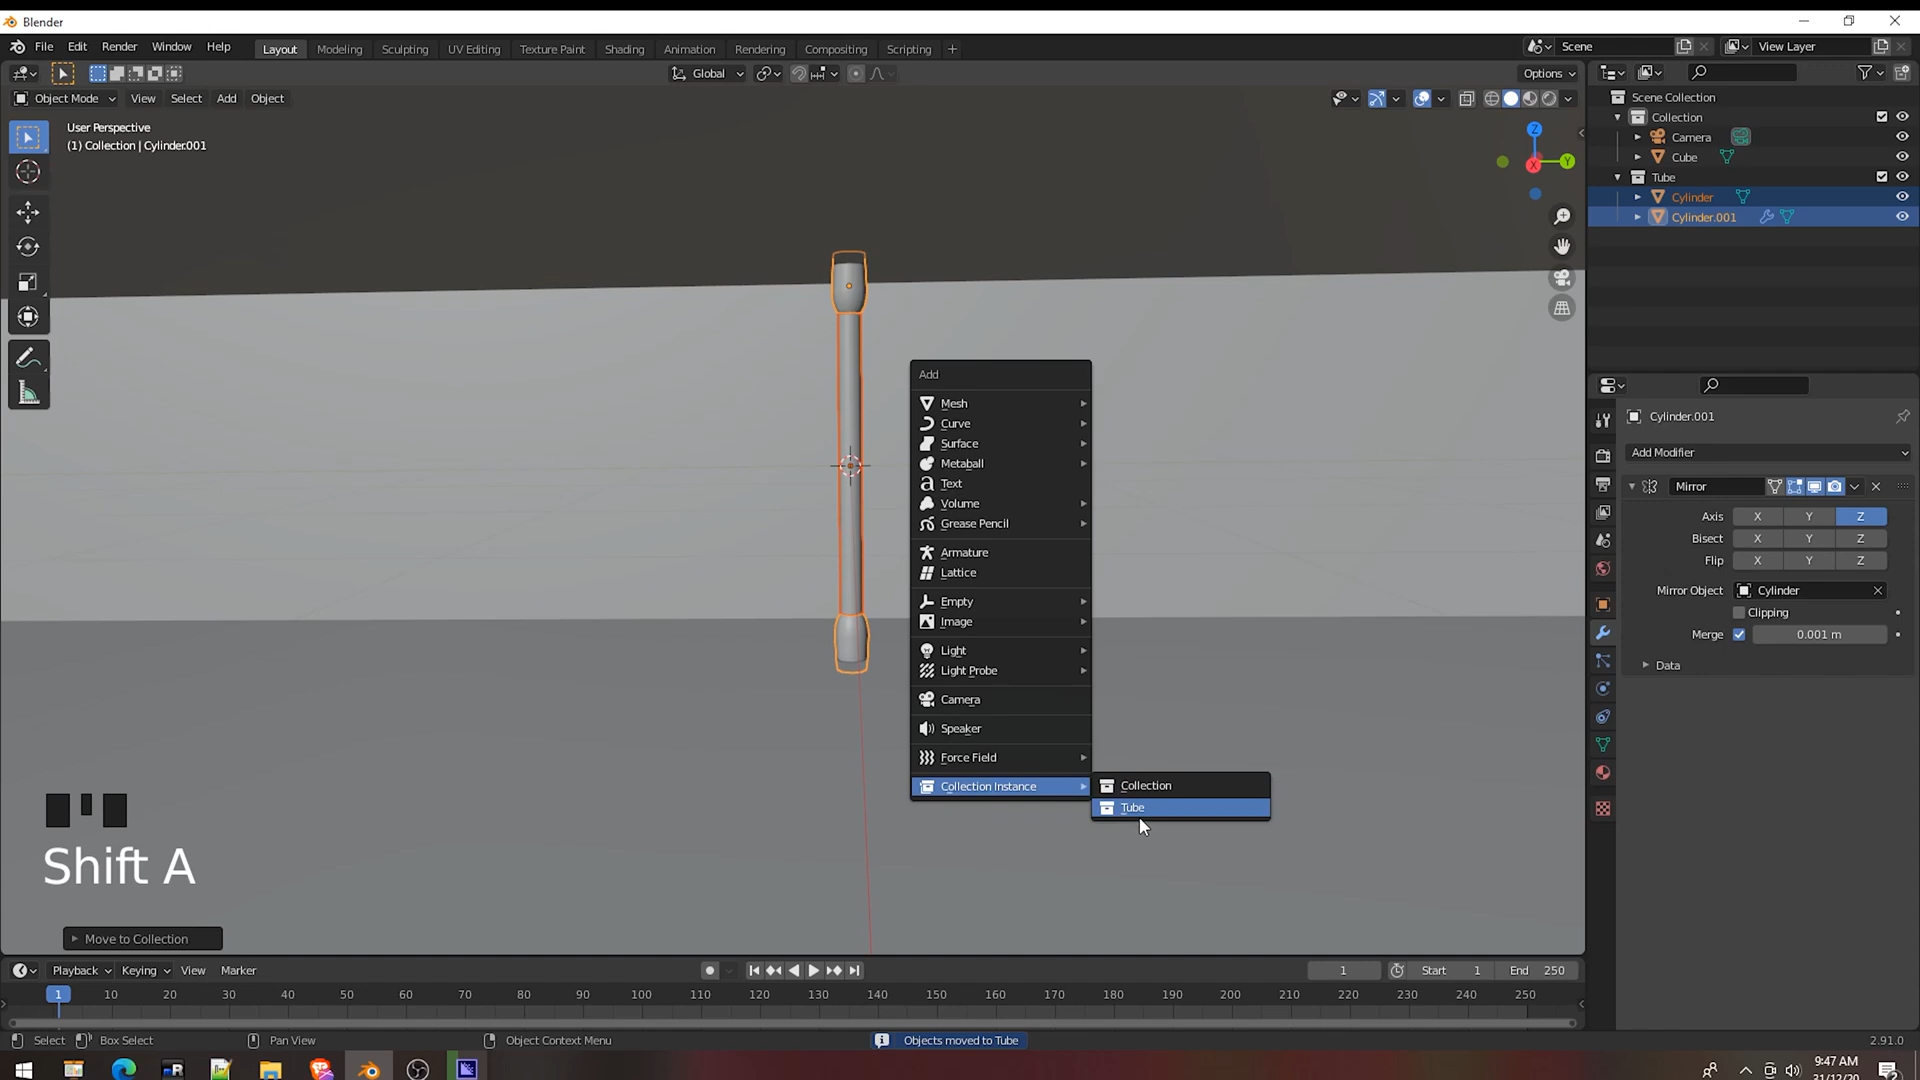 Blender
File Edit Render Window Help
Layout Modeling Sculpting UV Editing Texture Paint Shading Animation Rendering Compositing Scripting +
Scene
View Layer
Global
Options
Object Mode View Select Add Object
User Perspective
(1) Collection | Cylinder.001
Z
Y
X
Scene Collection
Collection
Camera
Cube
Tube
Cylinder
Cylinder.001
Add
Mesh
Curve
Surface
Metaball
Text
Volume
Grease Pencil
Armature
Lattice
Empty
Image
Light
Light Probe
Camera
Speaker
Force Field
Collection Instance
Collection
Tube
Cylinder.001
Add Modifier
Mirror
Axis X Y Z
Bisect X Y Z
Flip X Y Z
Mirror Object Cylinder
Clipping
Merge 0.001 m
Data
Shift A
Move to Collection
Playback Keying View Marker
1 Start 1 End 250
1 10 20 30 40 50 60 70 80 90 100 110 120 130 140 150 160 170 180 190 200 210 220 230 240 250
Select Box Select Pan View Object Context Menu Objects moved to Tube 2.91.0
9:47 AM
31/12/20